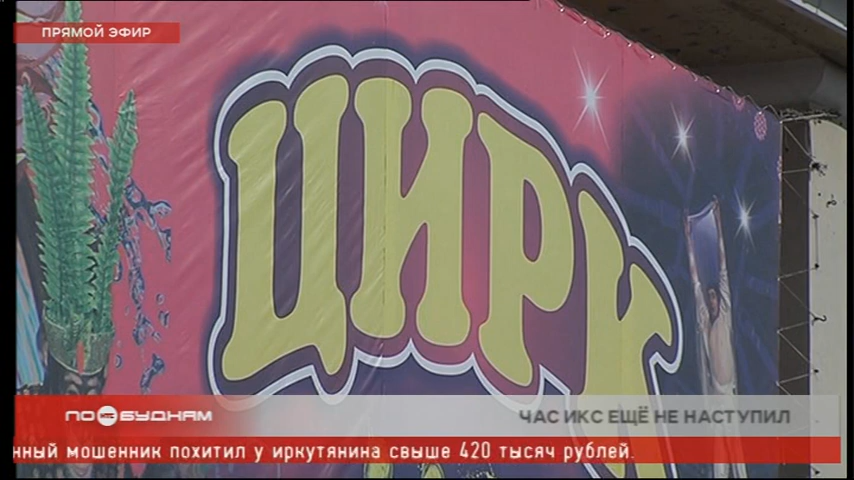 ПРЯМОЙ ЭФИР
ЦИРК
ПО БУДНЯМ
ЧАС ИКС ЕЩЁ НЕ НАСТУПИЛ
нный мошенник похитил у иркутянина свыше 420 тысяч рублей.